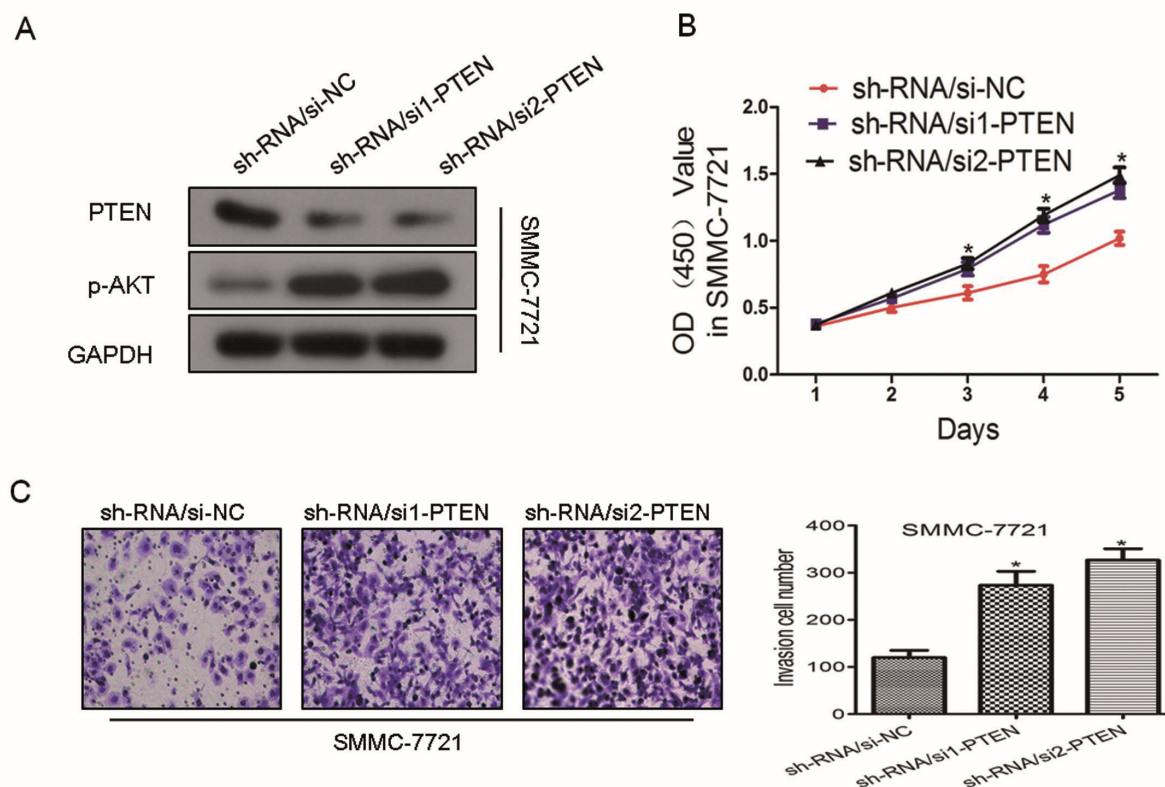 A
sh-RNA/si-NC
sh-RNA/si1-PTEN
sh-RNA/si2-PTEN
PTEN
p-AKT
GAPDH
SMMC-7721
B
sh-RNA/si-NC
sh-RNA/si1-PTEN
sh-RNA/si2-PTEN
OD （450） Value
in SMMC-7721
2.0
1.5
1.0
0.5
0.0
*
*
*
1 2 3 4 5
Days
C
sh-RNA/si-NC
sh-RNA/si1-PTEN
sh-RNA/si2-PTEN
SMMC-7721
SMMC-7721
Invasion cell number
400
300
200
100
0
*
*
sh-RNA/si-NC
sh-RNA/si1-PTEN
sh-RNA/si2-PTEN